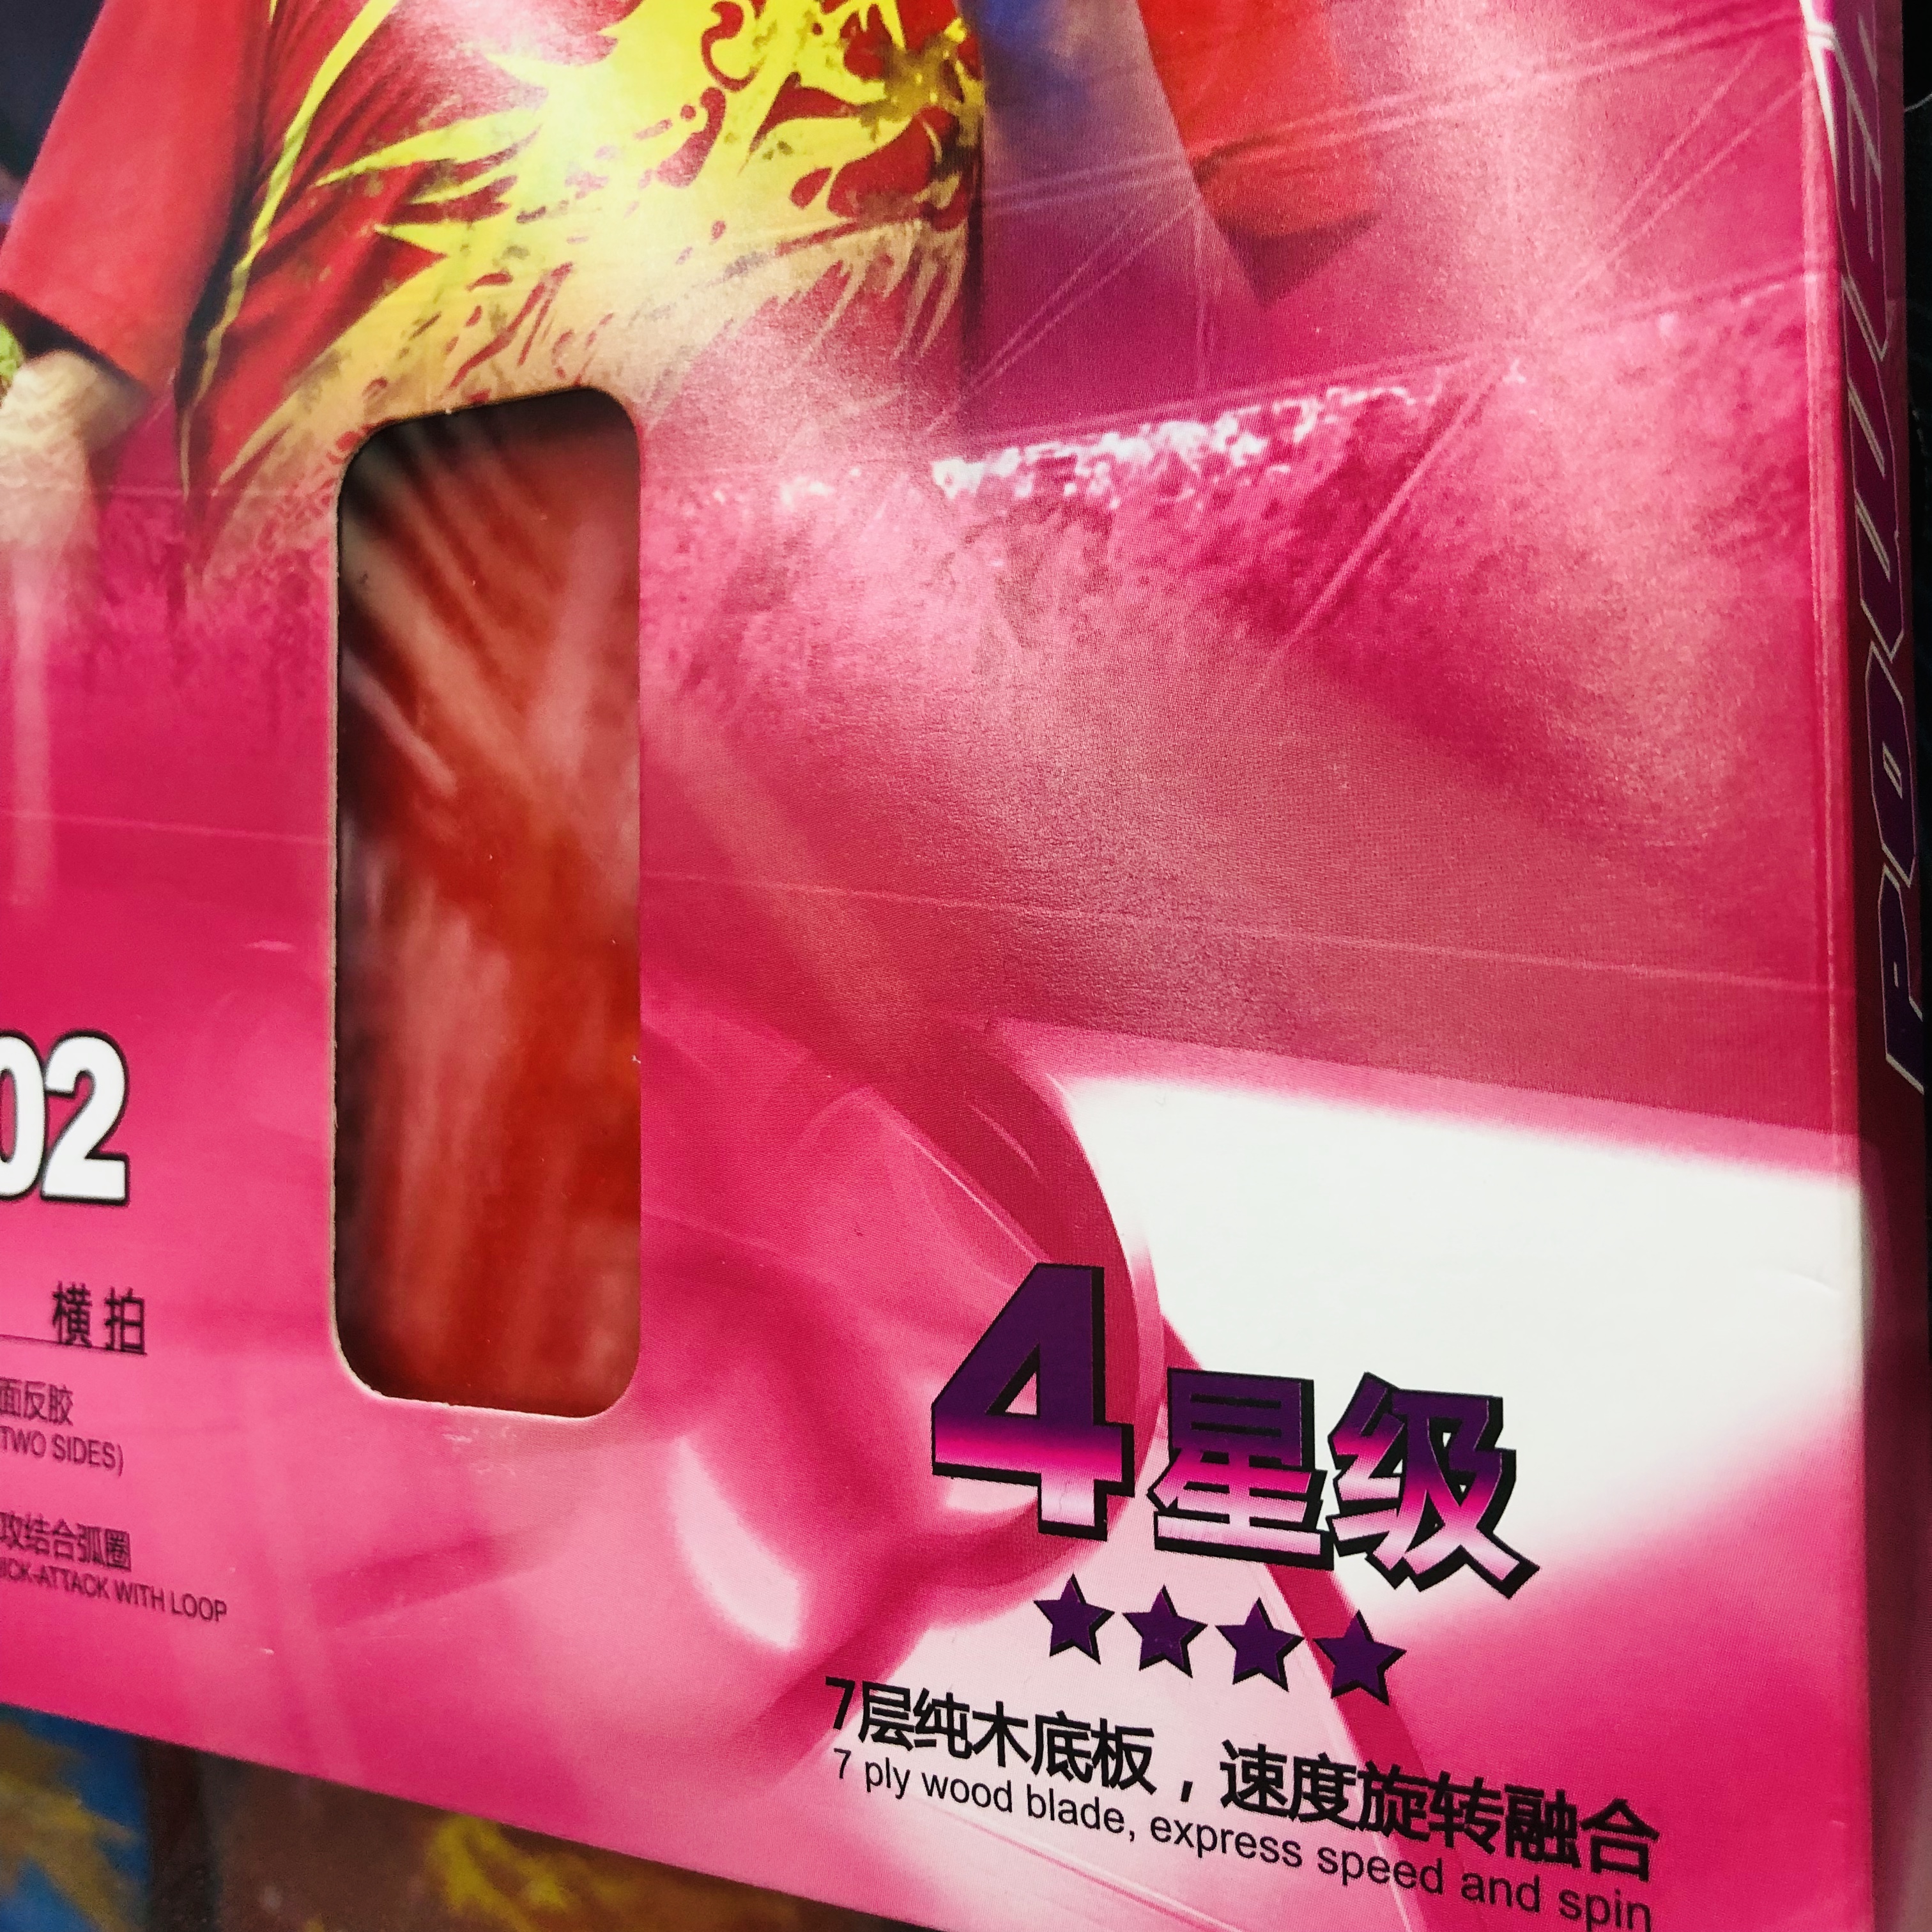 02
横拍
面反胶
TWO SIDES)
攻结合弧圈
ICK-ATTACK WITH LOOP
4星级
7层纯木底板，速度旋转融合
7 ply wood blade, express speed and spin